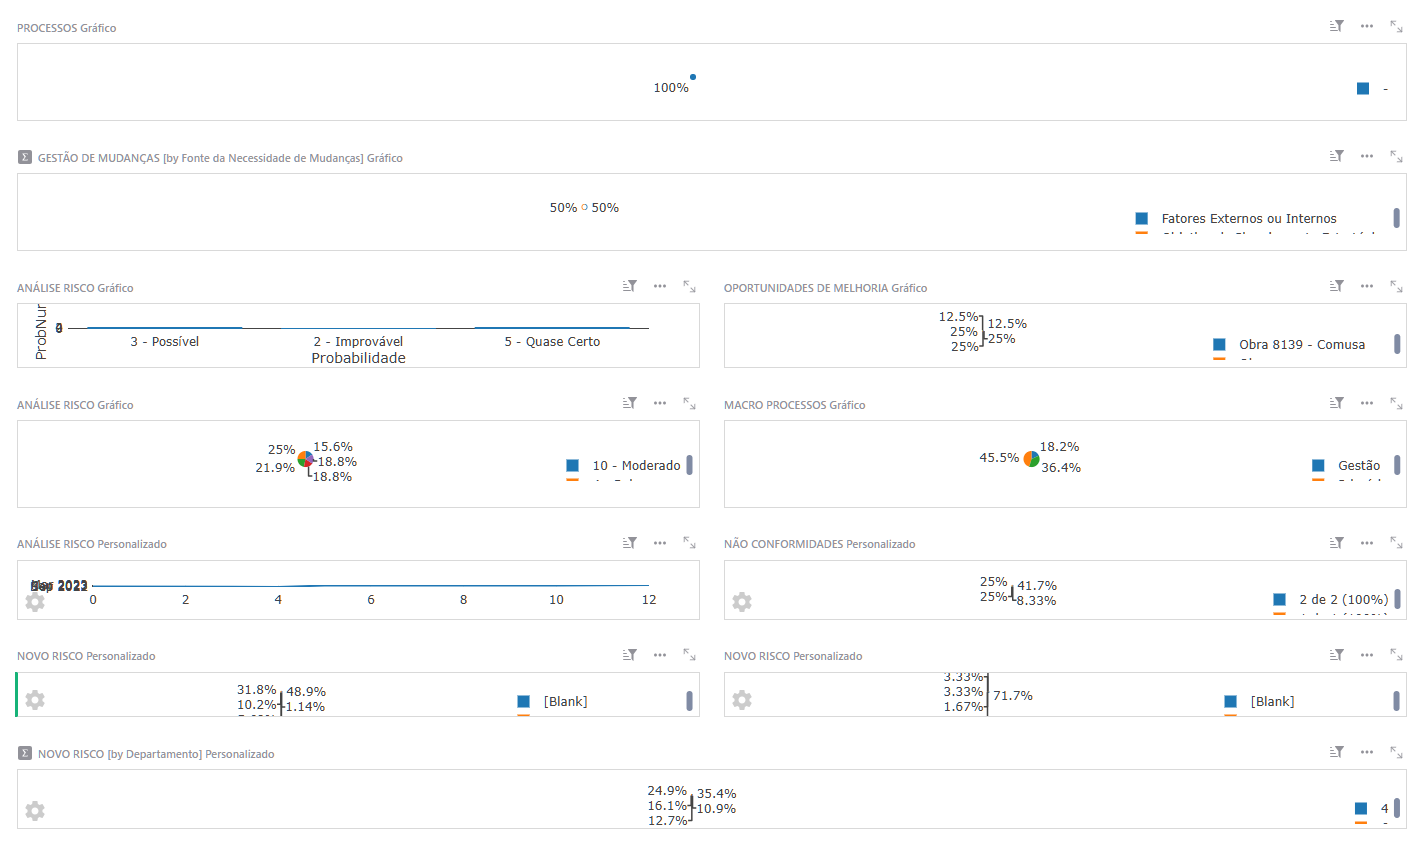 PROCESSOS Gráfico
100%
-
GESTÃO DE MUDANÇAS [by Fonte da Necessidade de Mudanças] Gráfico
50% 50%
Fatores Externos ou Internos
ANÁLISE RISCO Gráfico
ProbNur
3 - Possível 2 - Improvável 5 - Quase Certo
Probabilidade
OPORTUNIDADES DE MELHORIA Gráfico
12.5% 12.5%
25% 25%
25%
Obra 8139 - Comusa
ANÁLISE RISCO Gráfico
25% 15.6%
21.9% 18.8%
18.8%
10 - Moderado
MACRO PROCESSOS Gráfico
18.2%
45.5% 36.4%
Gestão
ANÁLISE RISCO Personalizado
0 2 4 6 8 10 12
NÃO CONFORMIDADES Personalizado
25% 41.7%
25% 8.33%
2 de 2 (100%)
NOVO RISCO Personalizado
31.8% 48.9%
10.2% 1.14%
[Blank]
NOVO RISCO Personalizado
3.33%
3.33% 71.7%
1.67%
[Blank]
NOVO RISCO [by Departamento] Personalizado
24.9% 35.4%
16.1% 10.9%
12.7%
4
-